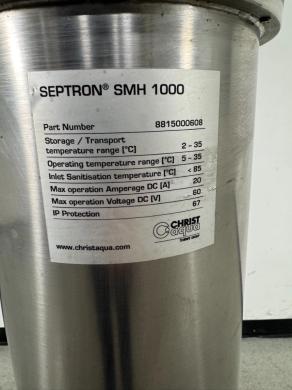 SEPTRON® SMH 1000
Part Number 8815000608
Storage / Transport
temperature range [°C] 2 - 35
Operating temperature range [°C] 5 - 35
Inlet Sanitisation temperature [°C] < 85
Max operation Amperage DC [A] 20
Max operation Voltage DC [V] 60
IP Protection 67
CHRIST
aqua
www.christaqua.com